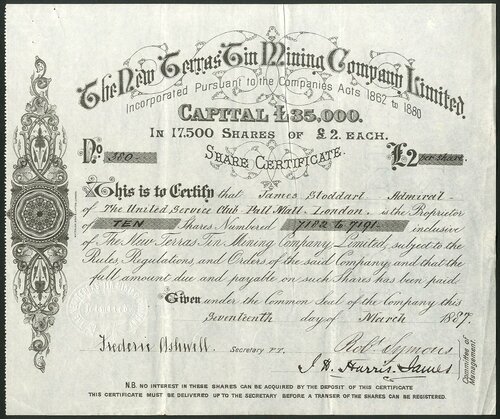 The New Terras Tin Mining Company, Limited.
Incorporated Pursuant to the Companies Acts 1862 to 1880
CAPITAL £35,000.
IN 17,500 SHARES OF £2 EACH.
No. 380
SHARE CERTIFICATE.
£2 per share.
This is to Certify that James Stoddart Admiral
of The United Service Club Pall Mall London. is the Proprietor
of TEN Shares Numbered 7182 to 7191. inclusive
of The New Terras Tin Mining Company, Limited, subject to the
Rules, Regulations, and Orders of the said Company and that the
full amount due and payable on such Shares has been paid.
Given under the Common Seal of the Company this
Seventeenth day of March 1887.
Frederic Ashwell Secretary P.T. Robt. Symons
J. H. Harris-James
Committee of Management.
N.B. NO INTEREST IN THESE SHARES CAN BE ACQUIRED BY THE DEPOSIT OF THIS CERTIFICATE
THIS CERTIFICATE MUST BE DELIVERED UP TO THE SECRETARY BEFORE A TRANSFER OF THE SHARES CAN BE REGISTERED.